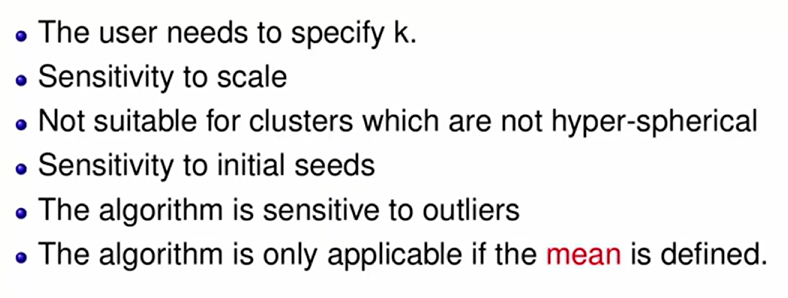 The user needs to specify k.
Sensitivity to scale
Not suitable for clusters which are not hyper-spherical
Sensitivity to initial seeds
The algorithm is sensitive to outliers
The algorithm is only applicable if the mean is defined.